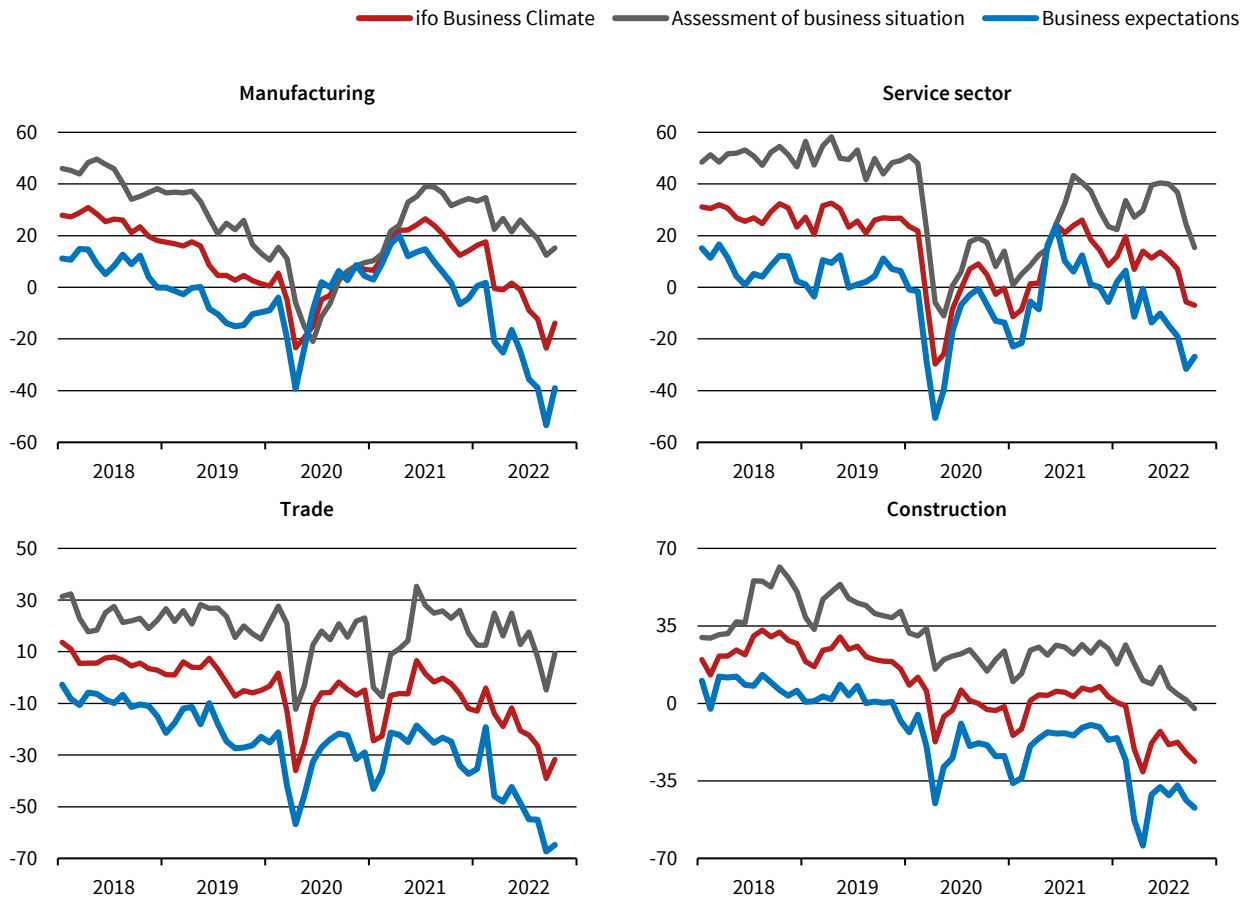 ifo Business Climate Assessment of business situation Business expectations
Manufacturing
60
40
20
0
-20
-40
-60
2018 2019 2020 2021 2022
Service sector
60
40
20
0
-20
-40
-60
2018 2019 2020 2021 2022
Trade
50
30
10
-10
-30
-50
-70
2018 2019 2020 2021 2022
Construction
70
35
0
-35
-70
2018 2019 2020 2021 2022